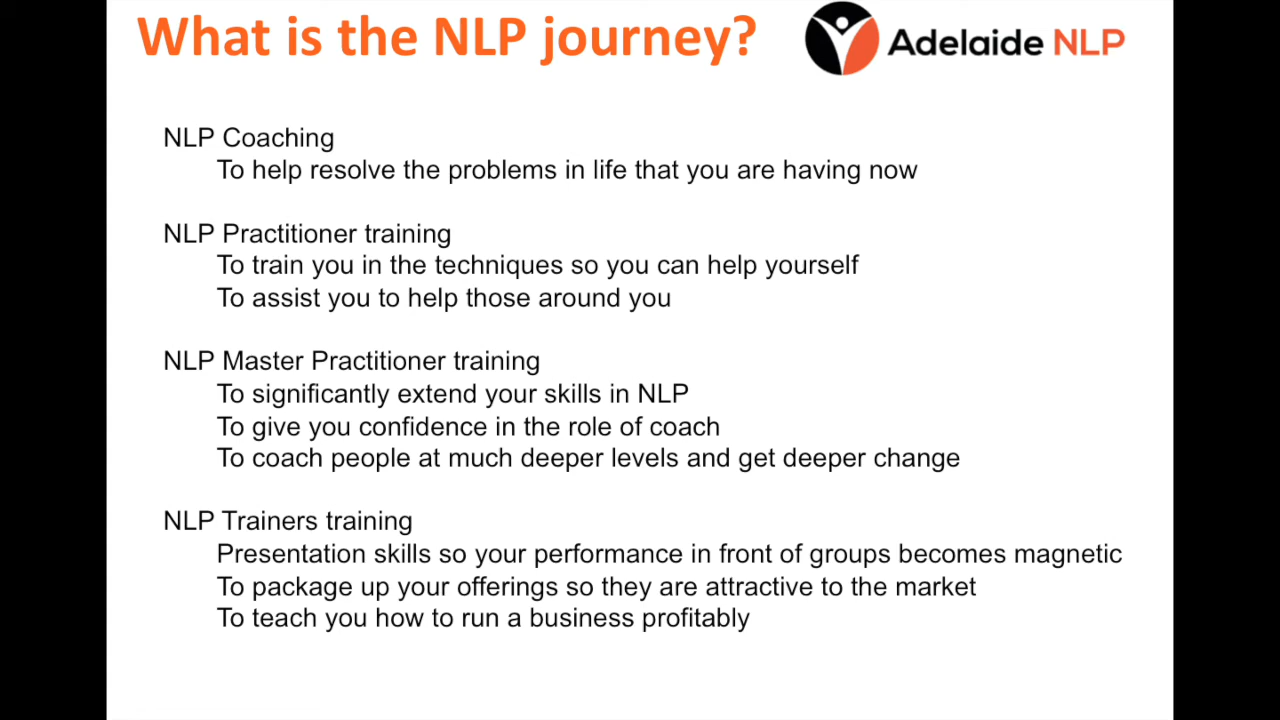 What is the NLP journey?
Adelaide NLP
NLP Coaching
To help resolve the problems in life that you are having now
NLP Practitioner training
To train you in the techniques so you can help yourself
To assist you to help those around you
NLP Master Practitioner training
To significantly extend your skills in NLP
To give you confidence in the role of coach
To coach people at much deeper levels and get deeper change
NLP Trainers training
Presentation skills so your performance in front of groups becomes magnetic
To package up your offerings so they are attractive to the market
To teach you how to run a business profitably